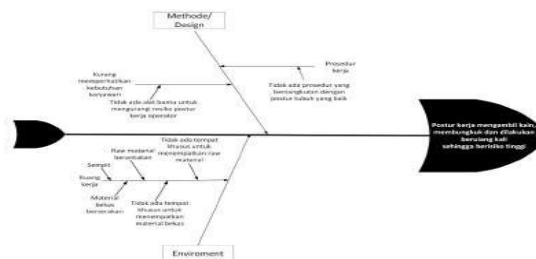 Methode/
Design
Prosedur
kerja
Kurang
memperhatikan
kebutuhan
karyawan
Tidak ada alat bantu untuk
mengurangi resiko postur
kerja operator
Tidak ada prosedur yang
bersangkutan dengan
postur tubuh yang baik
Postur kerja mengambil kain,
membungkuk dan dilakukan
berulang kali
sehingga berisiko tinggi
Tidak ada tempat
khusus untuk
menempatkan raw
material
Raw material
berantakan
Sempit
Ruang
kerja
Material
bekas
berserakan
Tidak ada tempat
khusus untuk
menempatkan
material bekas
Enviroment